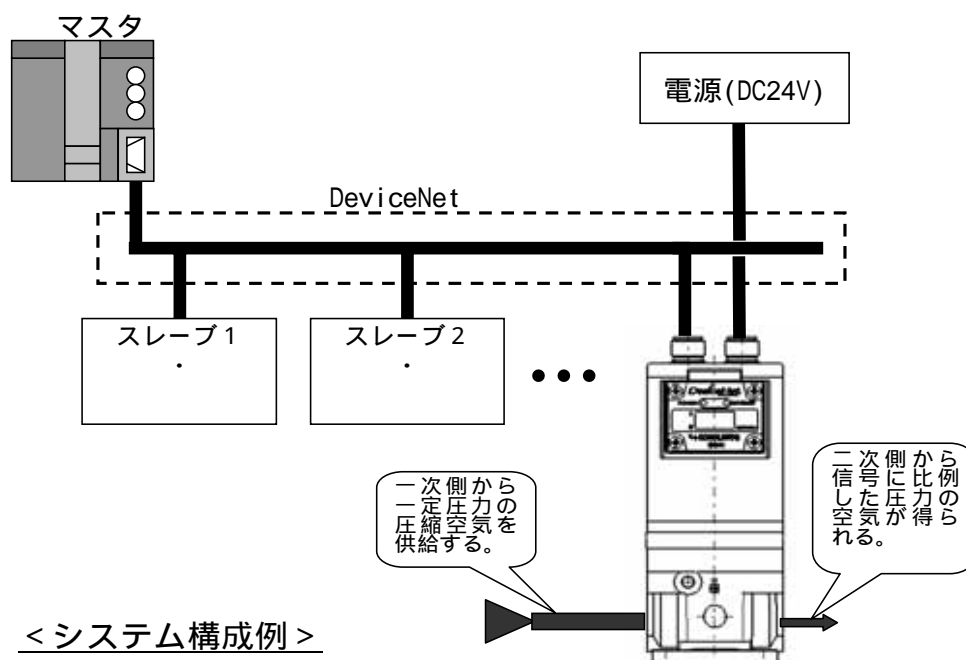 マスタ
電源(DC24V)
DeviceNet
スレーブ1
・
スレーブ2
・
•••
一次側から
一定圧力の
圧縮空気を
供給する。
二次側から
信号に比例
した圧力の
空気が得ら
れる。
<システム構成例>